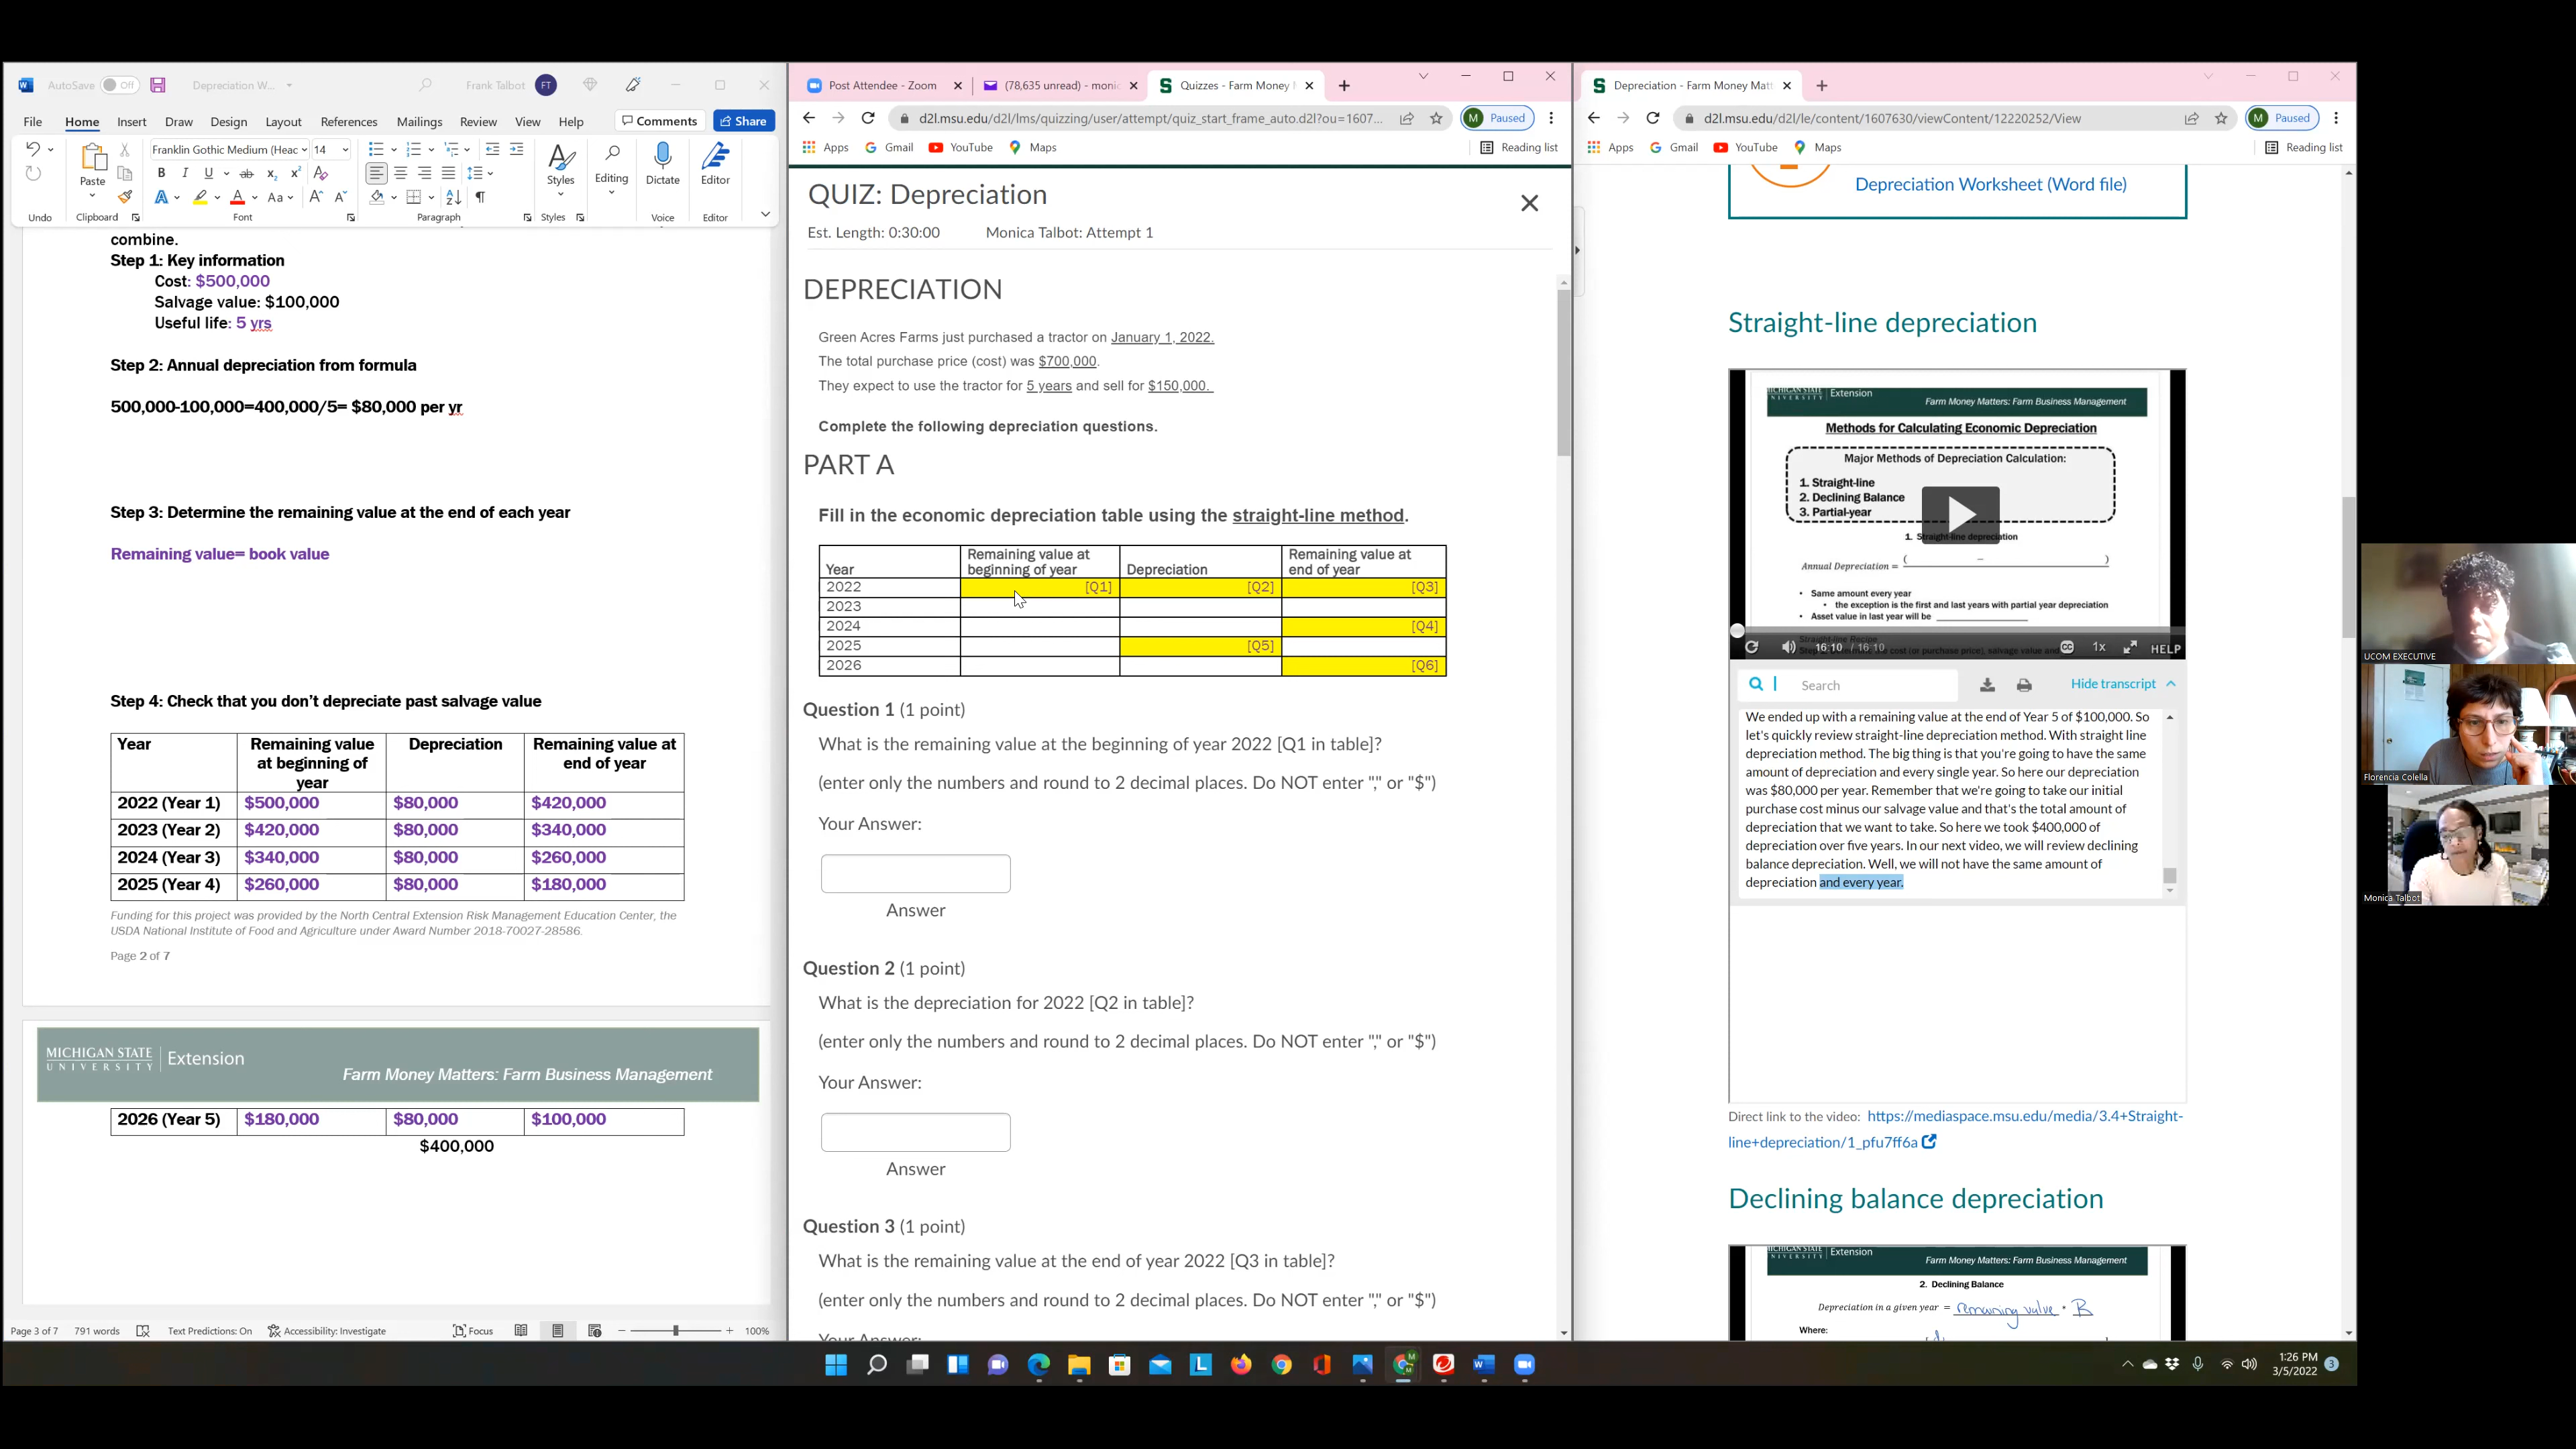 AutoSave Off Depreciation W... Frank Talbot FT
File Home Insert Draw Design Layout References Mailings Review View Help Comments Share
Franklin Gothic Medium (Heac 14
Paste Styles Editing Dictate Editor
Undo Clipboard Font Paragraph Styles Voice Editor
combine.
Step 1: Key information
Cost: $500,000
Salvage value: $100,000
Useful life: 5 yrs
Step 2: Annual depreciation from formula
500,000-100,000=400,000/5= $80,000 per yr
Step 3: Determine the remaining value at the end of each year
Remaining value= book value
Step 4: Check that you don't depreciate past salvage value
Year Remaining value at beginning of year Depreciation Remaining value at end of year
2022 (Year 1) $500,000 $80,000 $420,000
2023 (Year 2) $420,000 $80,000 $340,000
2024 (Year 3) $340,000 $80,000 $260,000
2025 (Year 4) $260,000 $80,000 $180,000
Funding for this project was provided by the North Central Extension Risk Management Education Center, the
USDA National Institute of Food and Agriculture under Award Number 2018-70027-28586.
Page 2 of 7
MICHIGAN STATE UNIVERSITY Extension
Farm Money Matters: Farm Business Management
2026 (Year 5) $180,000 $80,000 $100,000
$400,000
Page 3 of 7 791 words Text Predictions: On Accessibility: Investigate Focus 100%
Post Attendee - Zoom (78,635 unread) - monic Quizzes - Farm Money
d2l.msu.edu/d2l/lms/quizzing/user/attempt/quiz_start_frame_auto.d2l?ou=1607... M Paused
Apps Gmail YouTube Maps Reading list
QUIZ: Depreciation
Est. Length: 0:30:00 Monica Talbot: Attempt 1
DEPRECIATION
Green Acres Farms just purchased a tractor on January 1, 2022.
The total purchase price (cost) was $700,000.
They expect to use the tractor for 5 years and sell for $150,000.
Complete the following depreciation questions.
PART A
Fill in the economic depreciation table using the straight-line method.
Year Remaining value at beginning of year Depreciation Remaining value at end of year
2022 [Q1] [Q2] [Q3]
2023
2024 [Q4]
2025 [Q5]
2026 [Q6]
Question 1 (1 point)
What is the remaining value at the beginning of year 2022 [Q1 in table]?
(enter only the numbers and round to 2 decimal places. Do NOT enter "," or "$")
Your Answer:
Answer
Question 2 (1 point)
What is the depreciation for 2022 [Q2 in table]?
(enter only the numbers and round to 2 decimal places. Do NOT enter "," or "$")
Your Answer:
Answer
Question 3 (1 point)
What is the remaining value at the end of year 2022 [Q3 in table]?
(enter only the numbers and round to 2 decimal places. Do NOT enter "," or "$")
Your Answer:
Depreciation - Farm Money Matt
d2l.msu.edu/d2l/le/content/1607630/viewContent/12220252/View M Paused
Apps Gmail YouTube Maps Reading list
Depreciation Worksheet (Word file)
Straight-line depreciation
MICHIGAN STATE UNIVERSITY Extension
Farm Money Matters: Farm Business Management
Methods for Calculating Economic Depreciation
Major Methods of Depreciation Calculation:
1. Straight-line
2. Declining Balance
3. Partial-year
1. Straight-line depreciation
Annual Depreciation = ( – )
• Same amount every year
• the exception is the first and last years with partial year depreciation
• Asset value in last year will be
16:10 / 16:10 CC 1x HELP
Search Hide transcript
We ended up with a remaining value at the end of Year 5 of $100,000. So
let's quickly review straight-line depreciation method. With straight line
depreciation method. The big thing is that you're going to have the same
amount of depreciation and every single year. So here our depreciation
was $80,000 per year. Remember that we're going to take our initial
purchase cost minus our salvage value and that's the total amount of
depreciation that we want to take. So here we took $400,000 of
depreciation over five years. In our next video, we will review declining
balance depreciation. Well, we will not have the same amount of
depreciation and every year.
Direct link to the video: https://mediaspace.msu.edu/media/3.4+Straight-
line+depreciation/1_pfu7ff6a
Declining balance depreciation
MICHIGAN STATE UNIVERSITY Extension
Farm Money Matters: Farm Business Management
2. Declining Balance
Depreciation in a given year = remaining value • R
Where:
UCOM EXECUTIVE
Florencia Colella
Monica Talbot
1:26 PM
3/5/2022 3